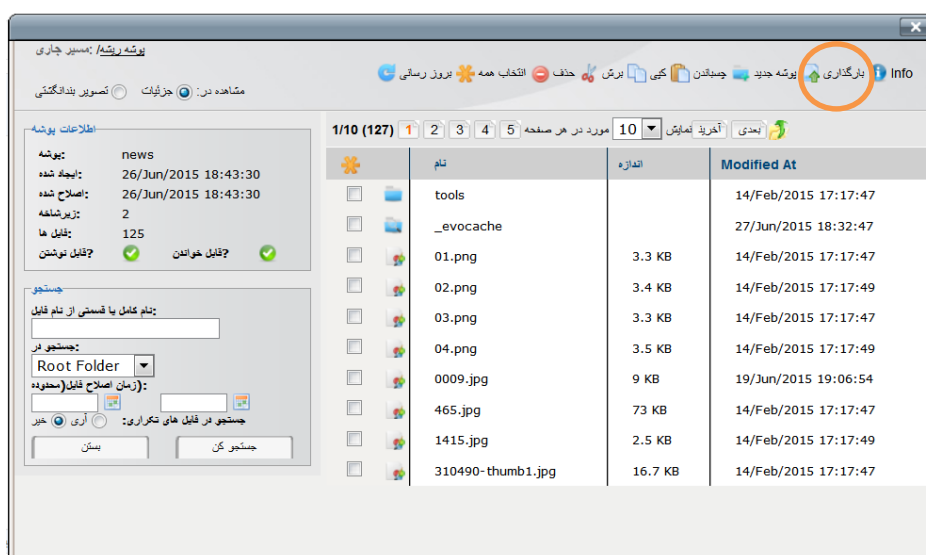 مسیر جاری: /پوشه ریشه
مشاهده در: جزئیات تصویر بندانگشتی
Info بارگذاری پوشه جدید چسباندن کپی برش حذف انتخاب همه بروز رسانی
اطلاعات پوشه
پوشه: news
ایجاد شده: 26/Jun/2015 18:43:30
اصلاح شده: 26/Jun/2015 18:43:30
زیرشاخه: 2
فایل ها: 125
قابل نوشتن? قابل خواندن?
جستجو
نام کامل یا قسمتی از نام فایل:
جستجو در:
Root Folder
زمان اصلاح فایل(محدوده):
جستجو در فایل های تکراری: آری خیر
بستن جستجو کن
1/10 (127) 1 2 3 4 5 مورد در هر صفحه 10 نمایش آخرید بعدی
نام اندازه Modified At
tools 14/Feb/2015 17:17:47
_evocache 27/Jun/2015 18:32:47
01.png 3.3 KB 14/Feb/2015 17:17:47
02.png 3.4 KB 14/Feb/2015 17:17:49
03.png 3.3 KB 14/Feb/2015 17:17:47
04.png 3.5 KB 14/Feb/2015 17:17:49
0009.jpg 9 KB 19/Jun/2015 19:06:54
465.jpg 73 KB 14/Feb/2015 17:17:47
1415.jpg 2.5 KB 14/Feb/2015 17:17:49
310490-thumb1.jpg 16.7 KB 14/Feb/2015 17:17:47